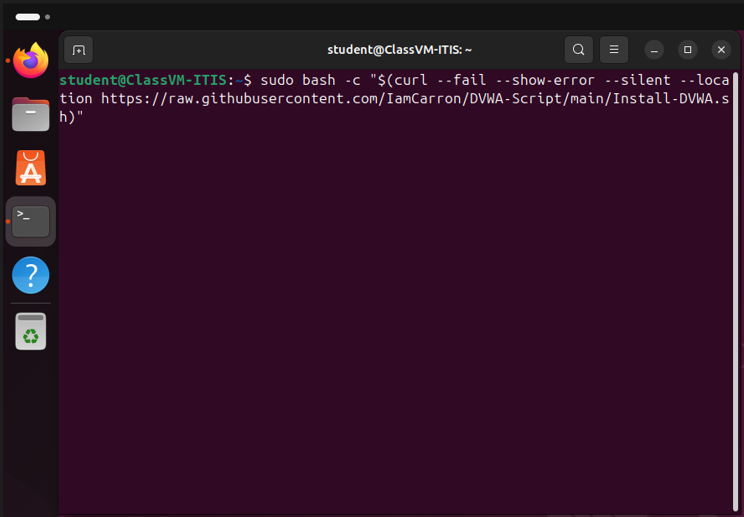 student@ClassVM-ITIS: ~
student@ClassVM-ITIS:~$ sudo bash -c "$(curl --fail --show-error --silent --loca
tion https://raw.githubusercontent.com/IamCarron/DVWA-Script/main/Install-DVWA.s
h)"
>_
?